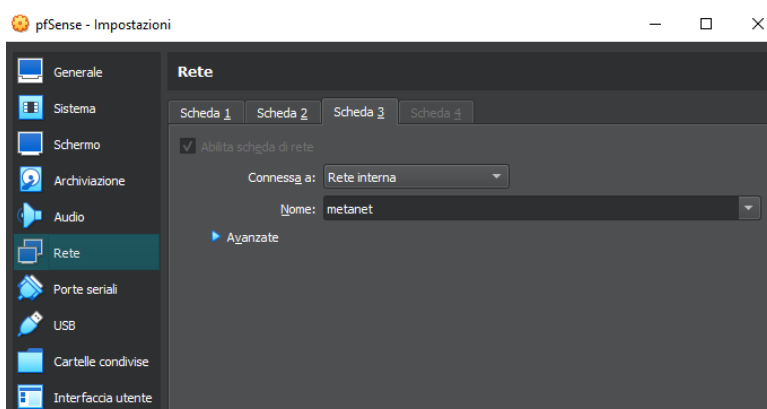 pfSense - Impostazioni
Generale
Sistema
Schermo
Archiviazione
Audio
Rete
Porte seriali
USB
Cartelle condivise
Interfaccia utente
Rete
Scheda 1 Scheda 2 Scheda 3 Scheda 4
Abilita scheda di rete
Connessa a: Rete interna
Nome: metanet
Avanzate